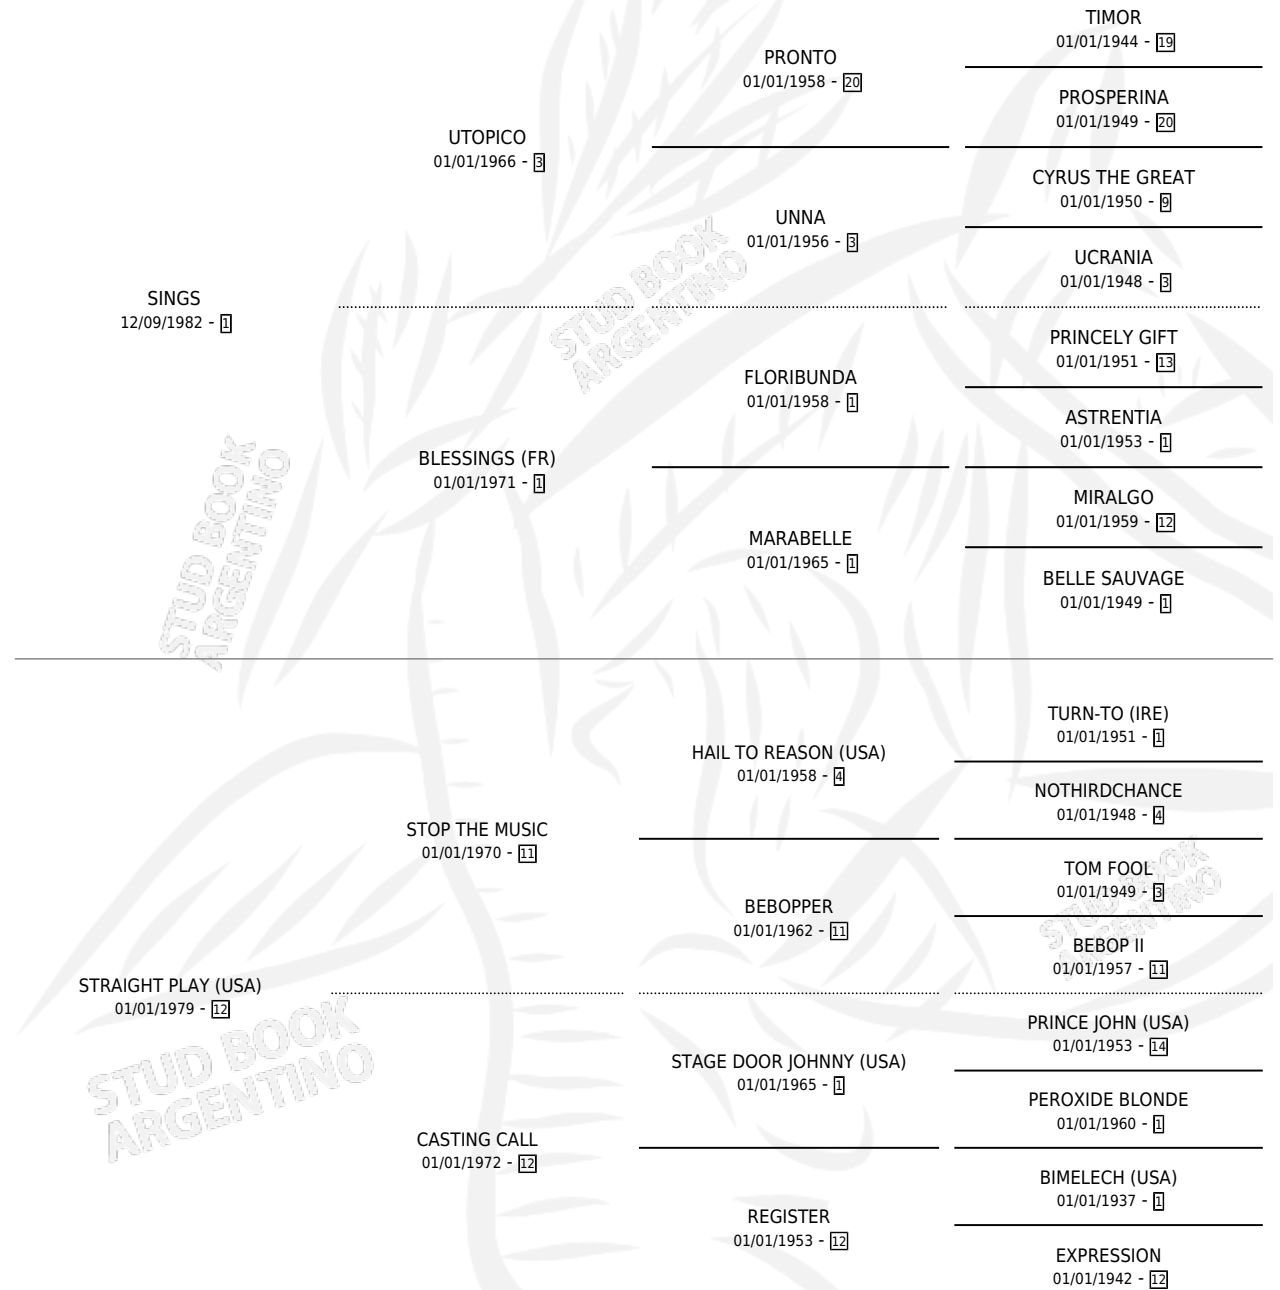 TIMOR
01/01/1944 - 19
PRONTO
01/01/1958 - 20
PROSPERINA
01/01/1949 - 20
UTOPICO
01/01/1966 - 3
CYRUS THE GREAT
01/01/1950 - 9
UNNA
01/01/1956 - 3
UCRANIA
01/01/1948 - 3
SINGS
12/09/1982 - 1
PRINCELY GIFT
01/01/1951 - 13
FLORIBUNDA
01/01/1958 - 1
ASTRENTIA
01/01/1953 - 1
BLESSINGS (FR)
01/01/1971 - 1
MIRALGO
01/01/1959 - 12
MARABELLE
01/01/1965 - 1
BELLE SAUVAGE
01/01/1949 - 1
STUD BOOK
ARGENTINO
STUD BOOK
ARGENTINO
TURN-TO (IRE)
01/01/1951 - 1
HAIL TO REASON (USA)
01/01/1958 - 4
NOTHIRDCHANCE
01/01/1948 - 4
STOP THE MUSIC
01/01/1970 - 11
TOM FOOL
01/01/1949 - 3
BEBOPPER
01/01/1962 - 11
BEBOP II
01/01/1957 - 11
STUD BOOK
ARGENTINO
STRAIGHT PLAY (USA)
01/01/1979 - 12
PRINCE JOHN (USA)
01/01/1953 - 14
STAGE DOOR JOHNNY (USA)
01/01/1965 - 1
PEROXIDE BLONDE
01/01/1960 - 1
CASTING CALL
01/01/1972 - 12
BIMELECH (USA)
01/01/1937 - 1
REGISTER
01/01/1953 - 12
EXPRESSION
01/01/1942 - 12
STUD BOOK
ARGENTINO